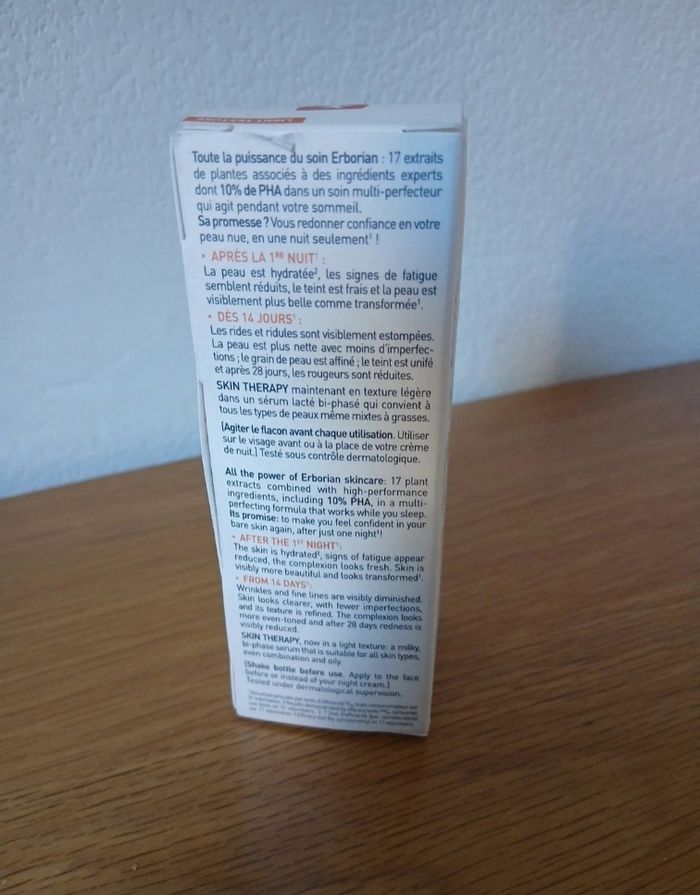 LIGHT TEXTURE
Toute la puissance du soin Erborian : 17 extraits
de plantes associés à des ingrédients experts
dont 10% de PHA dans un soin multi-perfecteur
qui agit pendant votre sommeil.
Sa promesse ? Vous redonner confiance en votre
peau nue, en une nuit seulement¹ !
• APRÈS LA 1RE NUIT¹ :
La peau est hydratée², les signes de fatigue
semblent réduits, le teint est frais et la peau est
visiblement plus belle comme transformée¹.
• DÈS 14 JOURS¹ :
Les rides et ridules sont visiblement estompées.
La peau est plus nette avec moins d'imperfec-
tions ; le grain de peau est affiné ; le teint est unifé
et après 28 jours, les rougeurs sont réduites.
SKIN THERAPY maintenant en texture légère
dans un sérum lacté bi-phasé qui convient à
tous les types de peaux même mixtes à grasses.
[Agiter le flacon avant chaque utilisation. Utiliser
sur le visage avant ou à la place de votre crème
de nuit.] Testé sous contrôle dermatologique.
All the power of Erborian skincare: 17 plant
extracts combined with high-performance
ingredients, including 10% PHA, in a multi-
perfecting formula that works while you sleep.
Its promise: to make you feel confident in your
bare skin again, after just one night¹!
• AFTER THE 1ST NIGHT¹:
The skin is hydrated², signs of fatigue appear
reduced, the complexion looks fresh. Skin is
visibly more beautiful and looks transformed¹.
• FROM 14 DAYS¹:
Wrinkles and fine lines are visibly diminished.
Skin looks clearer, with fewer imperfections,
and its texture is refined. The complexion looks
more even-toned and after 28 days redness is
visibly reduced.
SKIN THERAPY, now in a light texture: a milky,
bi-phase serum that is suitable for all skin types,
even combination and oily.
[Shake bottle before use. Apply to the face
before or instead of your night cream.]
Tested under dermatological supervision.